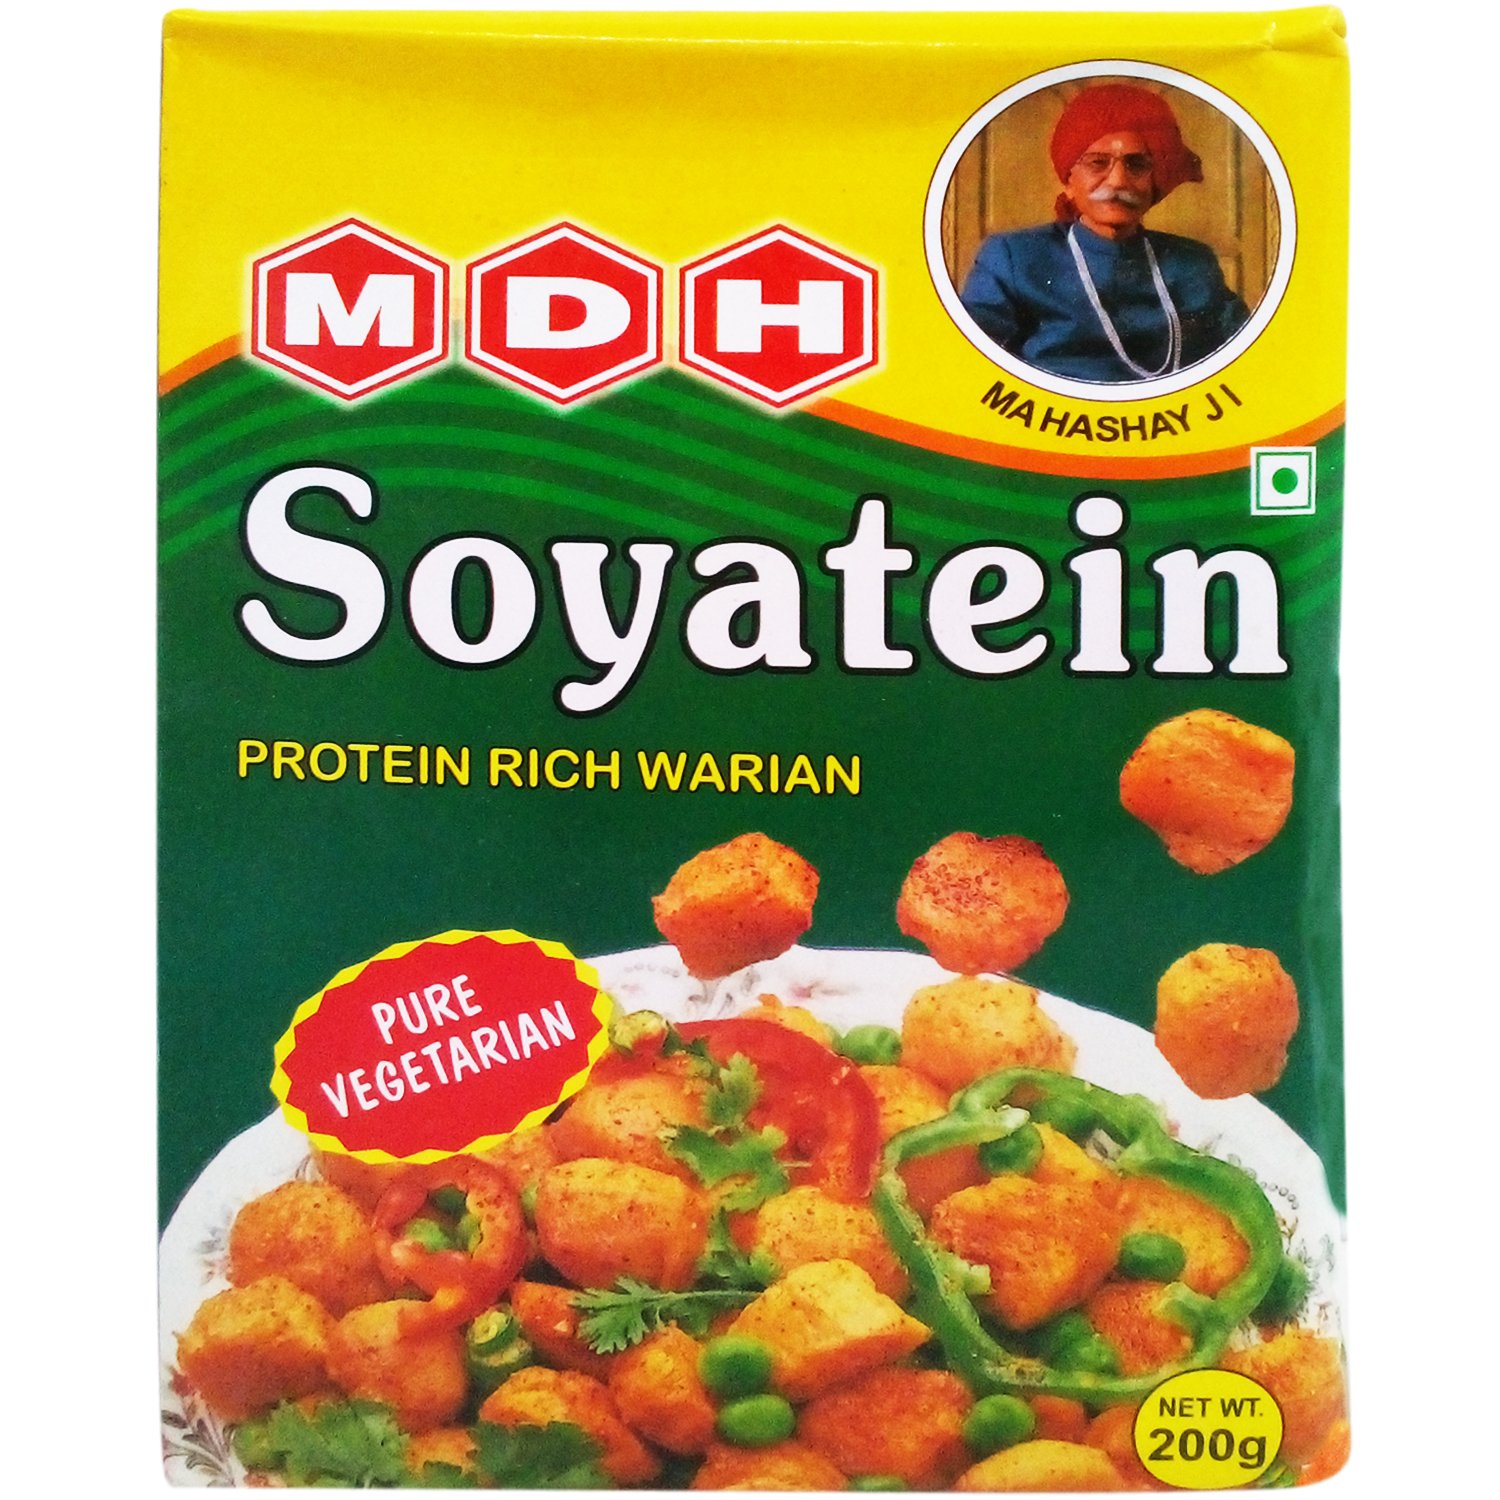 MDH
MAHASHAY JI
Soyatein
PROTEIN RICH WARIAN
PURE
VEGETARIAN
NET WT.
200g